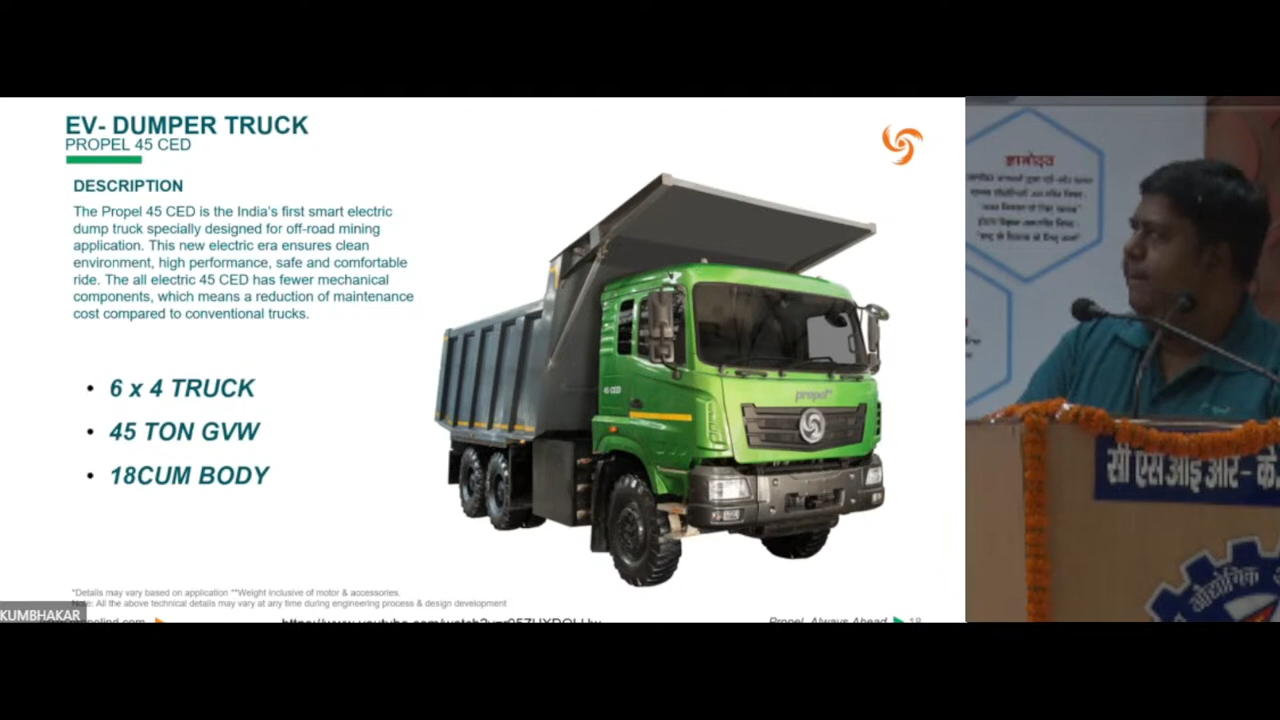 EV- DUMPER TRUCK
PROPEL 45 CED
DESCRIPTION
The Propel 45 CED is the India's first smart electric
dump truck specially designed for off-road mining
application. This new electric era ensures clean
environment, high performance, safe and comfortable
ride. The all electric 45 CED has fewer mechanical
components, which means a reduction of maintenance
cost compared to conventional trucks.
• 6 x 4 TRUCK
• 45 TON GVW
• 18CUM BODY
*Details may vary based on application **Weight inclusive of motor & accessories.
Note: All the above technical details may vary at any time during engineering process & design development
KUMBHAKAR
Propel, Always Ahead
18
45 CED
propel
सी एस आई आर - के
औद्योगिक